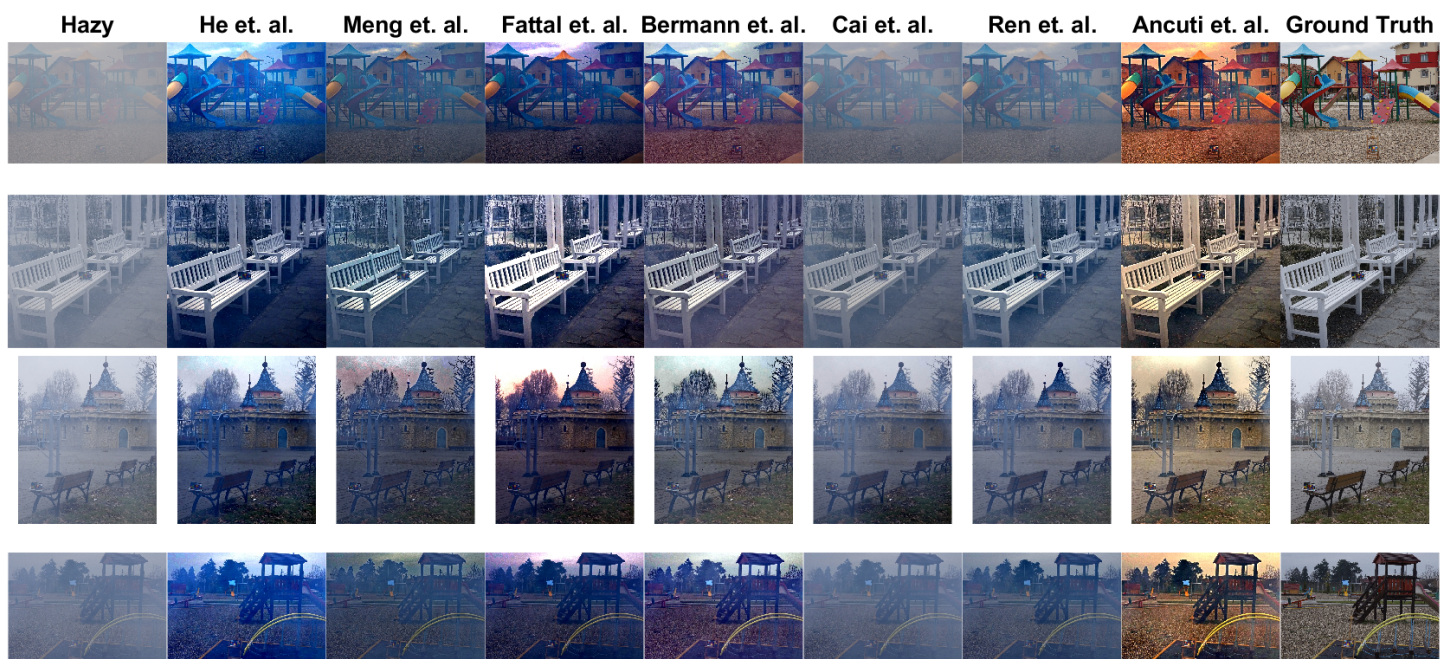 Hazy He et. al. Meng et. al. Fattal et. al. Bermann et. al. Cai et. al. Ren et. al. Ancuti et. al. Ground Truth